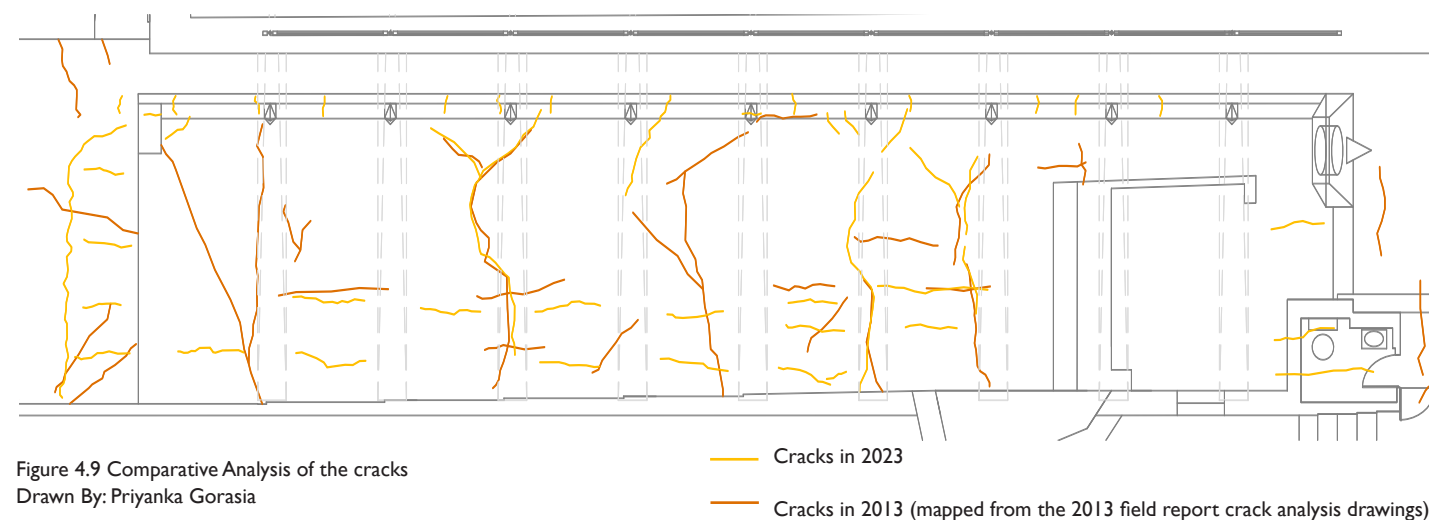 Figure 4.9 Comparative Analysis of the cracks
Drawn By: Priyanka Gorasia
Cracks in 2023
Cracks in 2013 (mapped from the 2013 field report crack analysis drawings)